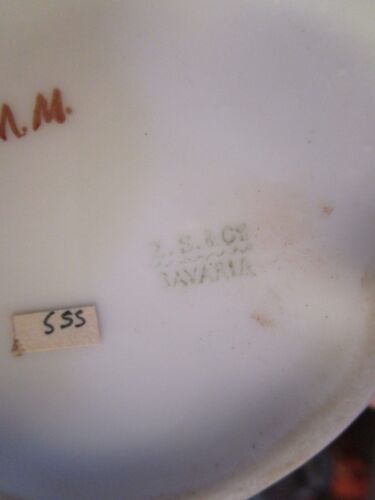 M.M.
Z. S. & Co
BAVARIA
555